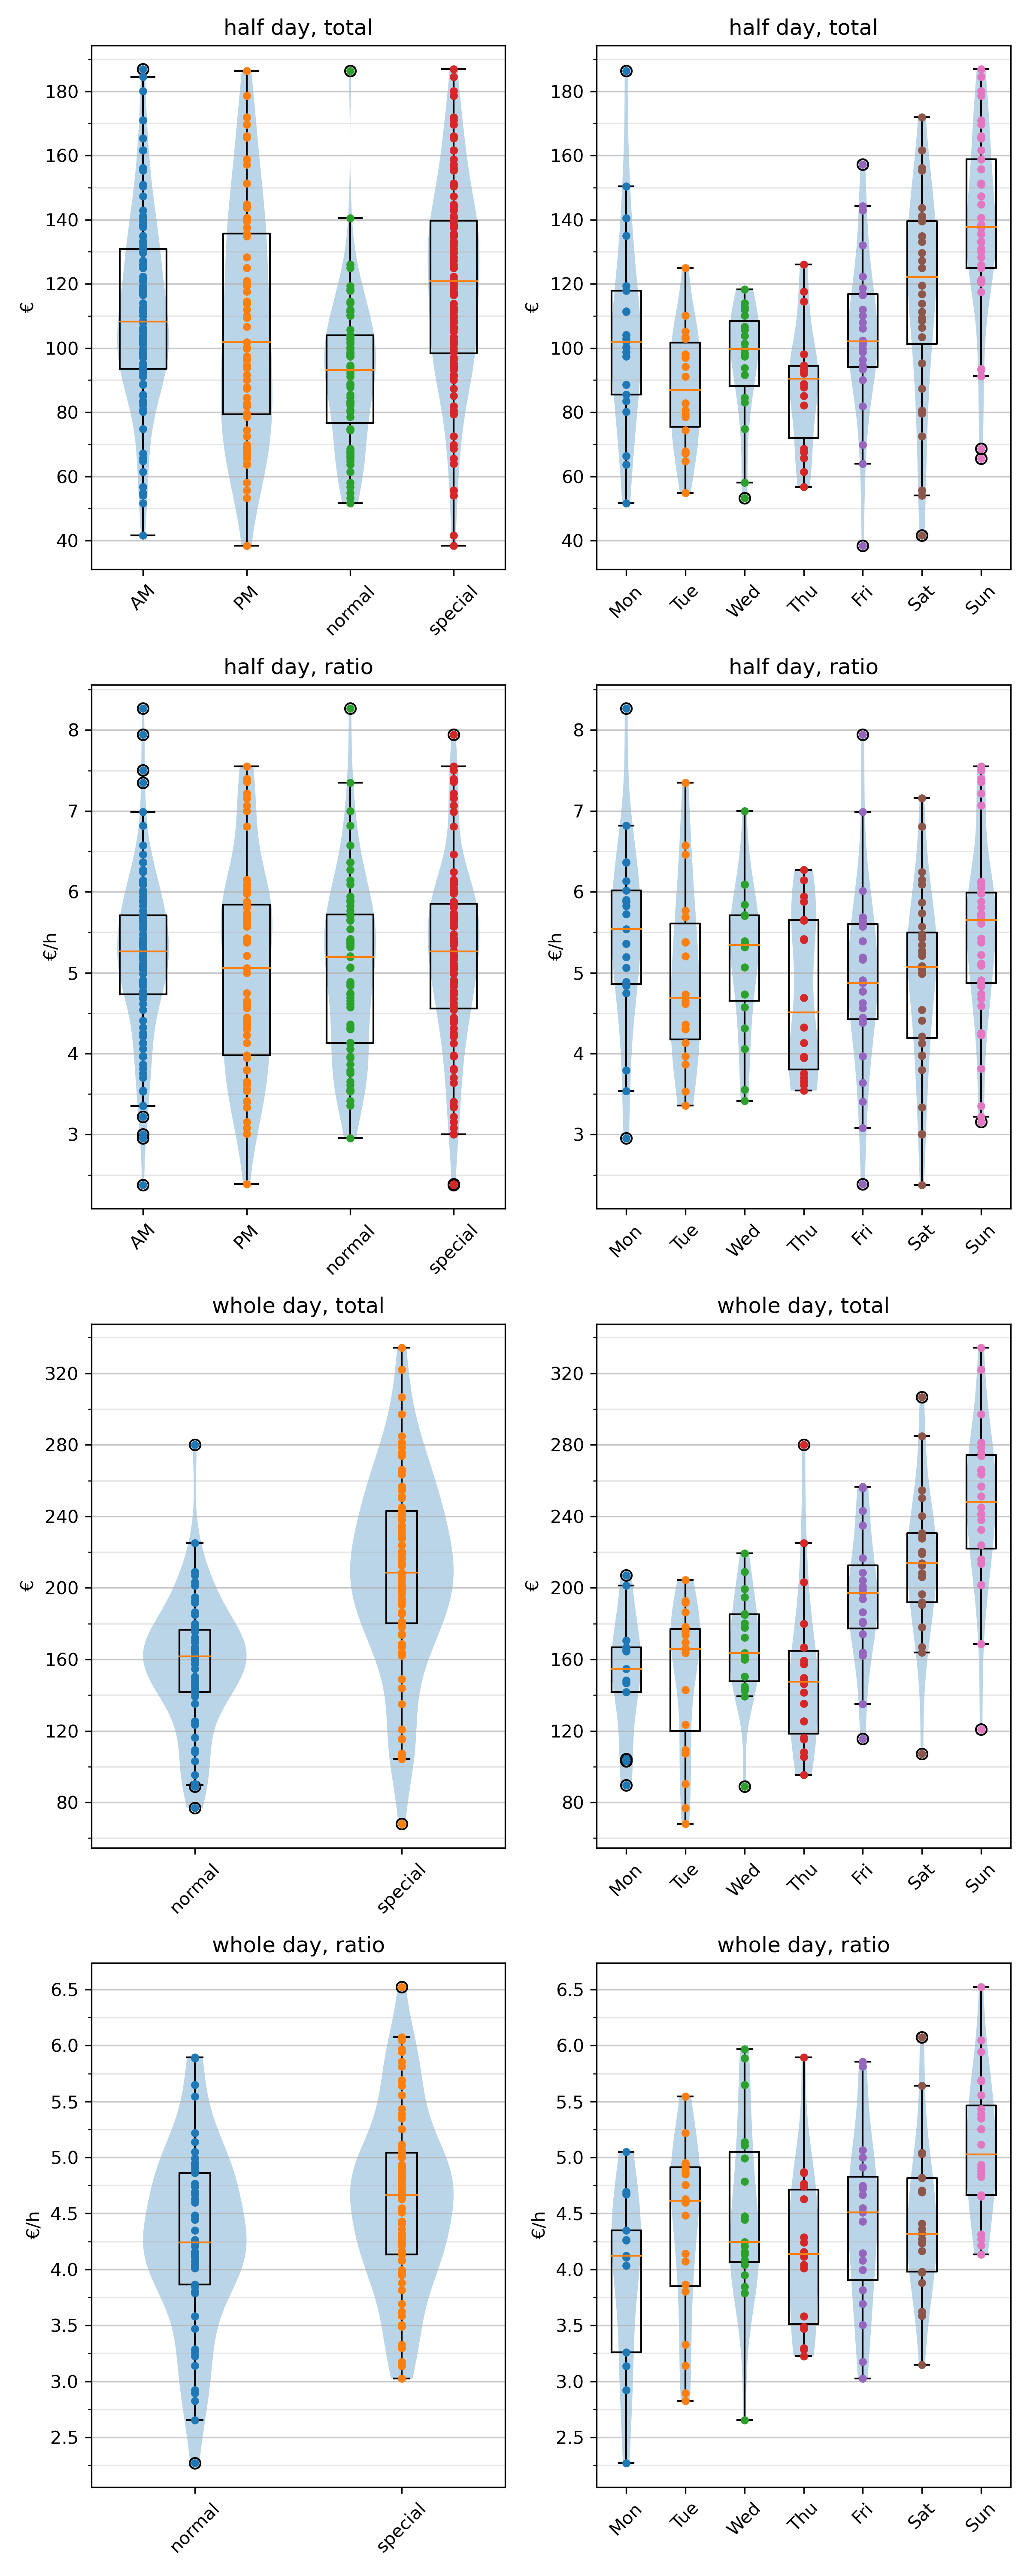 half day, total
€
180
160
140
120
100
80
60
40
AM
PM
normal
special
half day, total
€
180
160
140
120
100
80
60
40
Mon
Tue
Wed
Thu
Fri
Sat
Sun
half day, ratio
€/h
8
7
6
5
4
3
AM
PM
normal
special
half day, ratio
€/h
8
7
6
5
4
3
Mon
Tue
Wed
Thu
Fri
Sat
Sun
whole day, total
€
320
280
240
200
160
120
80
normal
special
whole day, total
€
320
280
240
200
160
120
80
Mon
Tue
Wed
Thu
Fri
Sat
Sun
whole day, ratio
€/h
6.5
6.0
5.5
5.0
4.5
4.0
3.5
3.0
2.5
normal
special
whole day, ratio
€/h
6.5
6.0
5.5
5.0
4.5
4.0
3.5
3.0
2.5
Mon
Tue
Wed
Thu
Fri
Sat
Sun